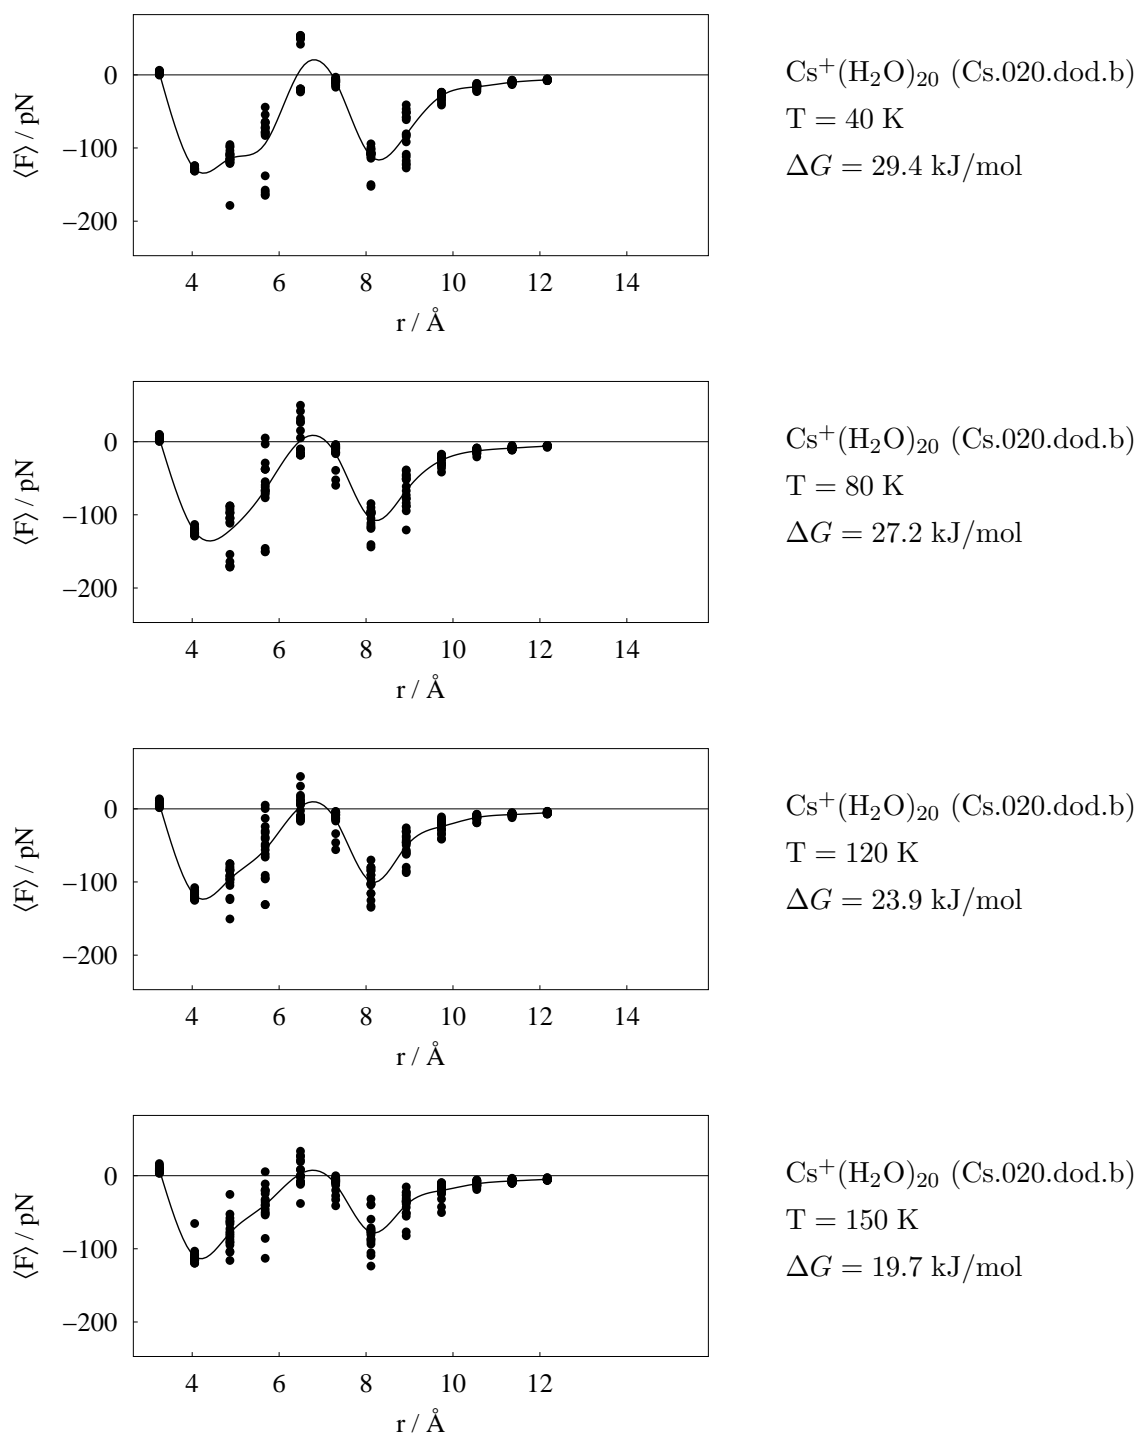 0
−100
−200
⟨F⟩ / pN
4 6 8 10 12 14
r / Å
Cs⁺(H₂O)₂₀ (Cs.020.dod.b)
T = 40 K
ΔG = 29.4 kJ/mol
0
−100
−200
⟨F⟩ / pN
4 6 8 10 12 14
r / Å
Cs⁺(H₂O)₂₀ (Cs.020.dod.b)
T = 80 K
ΔG = 27.2 kJ/mol
0
−100
−200
⟨F⟩ / pN
4 6 8 10 12 14
r / Å
Cs⁺(H₂O)₂₀ (Cs.020.dod.b)
T = 120 K
ΔG = 23.9 kJ/mol
0
−100
−200
⟨F⟩ / pN
4 6 8 10 12 14
r / Å
Cs⁺(H₂O)₂₀ (Cs.020.dod.b)
T = 150 K
ΔG = 19.7 kJ/mol